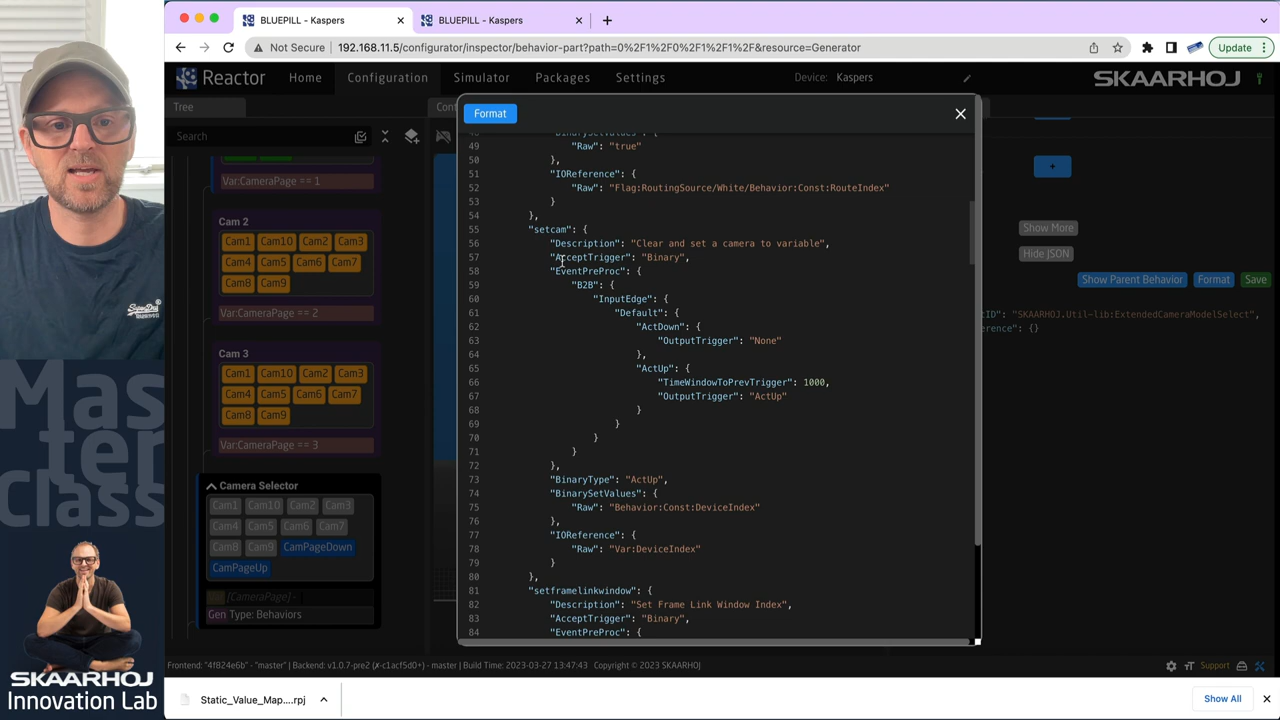 BLUEPILL - Kaspers
BLUEPILL - Kaspers
Not Secure
192.168.11.5/configurator/inspector/behavior-part?path=0%2F1%2F0%2F1%2F1%2F&resource=Generator
Update
Reactor
Home
Configuration
Simulator
Packages
Settings
Device:
Kaspers
SKAARHOJ
Tree
Search
Var:CameraPage == 1
Cam 2
Cam1 Cam10 Cam2 Cam3
Cam4 Cam5 Cam6 Cam7
Cam8 Cam9
Var:CameraPage == 2
Cam 3
Cam1 Cam10 Cam2 Cam3
Cam4 Cam5 Cam6 Cam7
Cam8 Cam9
Var:CameraPage == 3
Camera Selector
Cam1 Cam10 Cam2 Cam3
Cam4 Cam5 Cam6 Cam7
Cam8 Cam9 CamPageDown
CamPageUp
[CameraPage]
Gen Type: Behaviors
Format
49 "Raw": "true"
50 },
51 "IOReference": {
52 "Raw": "Flag:RoutingSource/White/Behavior:Const:RouteIndex"
53 }
54 },
55 "setcam": {
56 "Description": "Clear and set a camera to variable",
57 "AcceptTrigger": "Binary",
58 "EventPreProc": {
59 "B2B": {
60 "InputEdge": {
61 "Default": {
62 "ActDown": {
63 "OutputTrigger": "None"
64 },
65 "ActUp": {
66 "TimeWindowToPrevTrigger": 1000,
67 "OutputTrigger": "ActUp"
68 }
69 }
70 }
71 }
72 },
73 "BinaryType": "ActUp",
74 "BinarySetValues": {
75 "Raw": "Behavior:Const:DeviceIndex"
76 },
77 "IOReference": {
78 "Raw": "Var:DeviceIndex"
79 }
80 },
81 "setframelinkwindow": {
82 "Description": "Set Frame Link Window Index",
83 "AcceptTrigger": "Binary",
84 "EventPreProc": {
+
Show More
Hide JSON
Show Parent Behavior
Format
Save
tID": "SKAARHOJ.Util-lib:ExtendedCameraModelSelect",
erence": {}
Frontend: "4f824e6b" - "master" | Backend: v1.0.7-pre2 (X-c1acf5d0+) - master | Build Time: 2023-03-27 13:47:43 Copyright © 2023 SKAARHOJ
Support
Static_Value_Map....rpj
Show All
Master
Class
SKAARHOJ
Innovation Lab